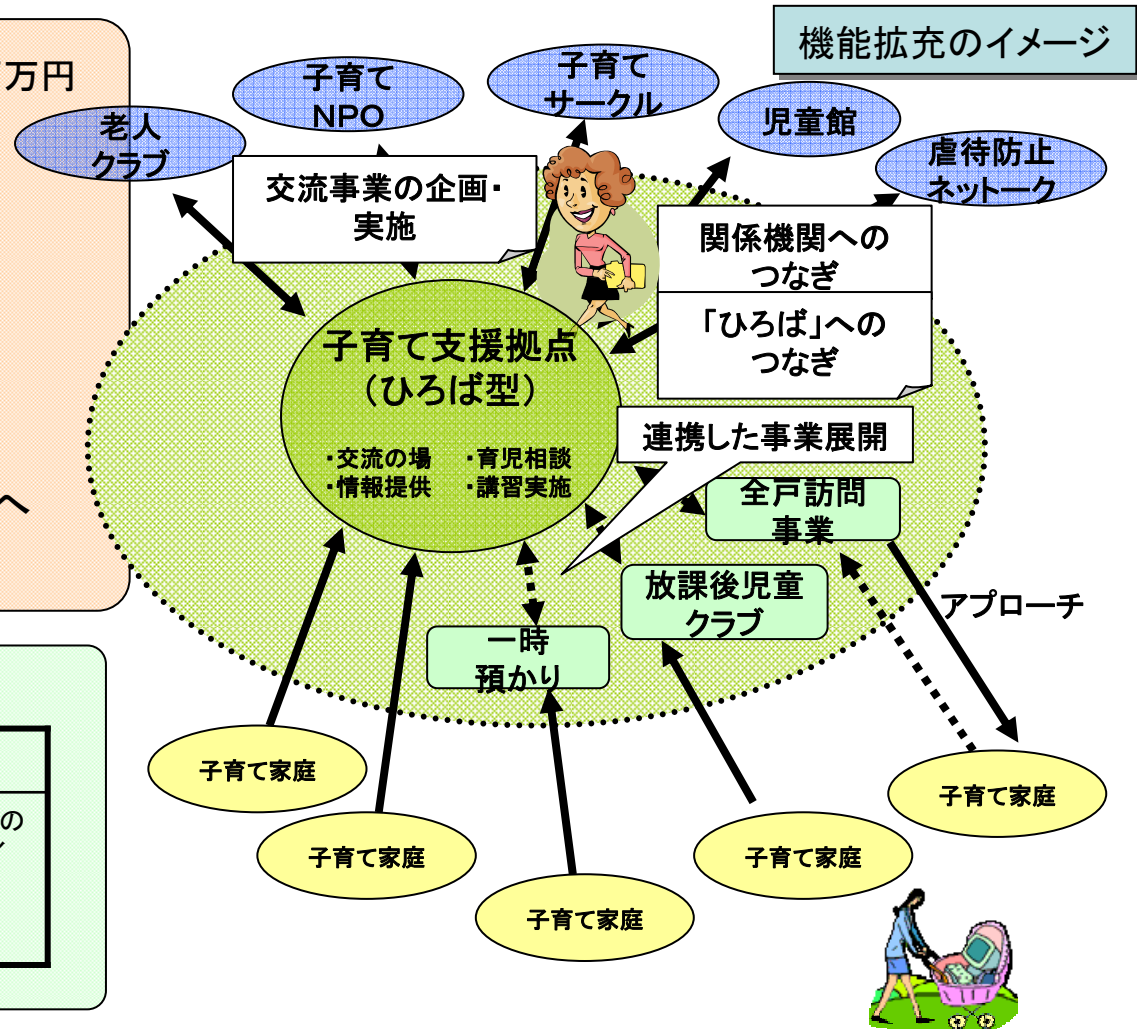 機能拡充のイメージ
万円
子育て
NPO
子育て
サークル
老人
クラブ
児童館
虐待防止
ネットーク
交流事業の企画・
実施
関係機関への
つなぎ
「ひろば」への
つなぎ
子育て支援拠点
(ひろば型)
・交流の場 ・育児相談
・情報提供 ・講習実施
連携した事業展開
全戸訪問
事業
へ
放課後児童
クラブ
アプローチ
一時
預かり
子育て家庭
子育て家庭
の
子育て家庭
子育て家庭
子育て家庭